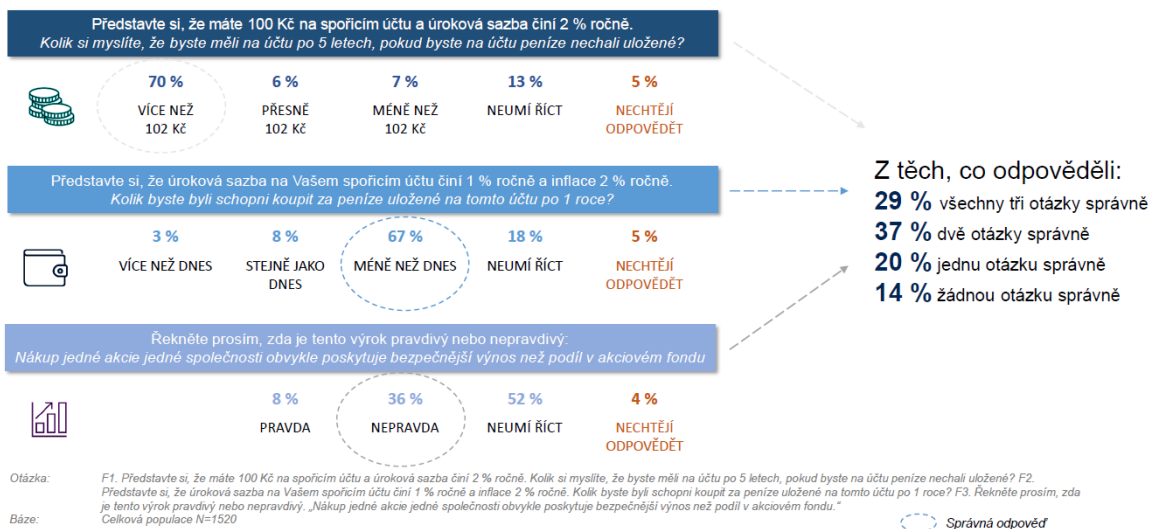 Představte si, že máte 100 Kč na spořicím účtu a úroková sazba činí 2 % ročně.
Kolik si myslíte, že byste měli na účtu po 5 letech, pokud byste na účtu peníze nechali uložené?
70 %
6 %
7 %
13 %
5 %
VÍCE NEŽ
102 Kč
PŘESNĚ
102 Kč
MÉNĚ NEŽ
102 Kč
NEUMÍ ŘÍCT
NECHTĚJÍ
ODPOVĚDĚT
Představte si, že úroková sazba na Vašem spořicím účtu činí 1 % ročně a inflace 2 % ročně.
Kolik byste byli schopni koupit za peníze uložené na tomto účtu po 1 roce?
3 %
8 %
67 %
18 %
5 %
VÍCE NEŽ DNES
STEJNĚ JAKO
DNES
MÉNĚ NEŽ DNES
NEUMÍ ŘÍCT
NECHTĚJÍ
ODPOVĚDĚT
Řekněte prosím, zda je tento výrok pravdivý nebo nepravdivý:
Nákup jedné akcie jedné společnosti obvykle poskytuje bezpečnější výnos než podíl v akciovém fondu
8 %
36 %
52 %
4 %
PRAVDA
NEPRAVDA
NEUMÍ ŘÍCT
NECHTĚJÍ
ODPOVĚDĚT
Z těch, co odpověděli:
29 % všechny tři otázky správně
37 % dvě otázky správně
20 % jednu otázku správně
14 % žádnou otázku správně
Otázka: F1. Představte si, že máte 100 Kč na spořicím účtu a úroková sazba činí 2 % ročně. Kolik si myslíte, že byste měli na účtu po 5 letech, pokud byste na účtu peníze nechali uložené? F2.
Představte si, že úroková sazba na Vašem spořicím účtu činí 1 % ročně a inflace 2 % ročně. Kolik byste byli schopni koupit za peníze uložené na tomto účtu po 1 roce? F3. Řekněte prosím, zda
je tento výrok pravdivý nebo nepravdivý. „Nákup jedné akcie jedné společnosti obvykle poskytuje bezpečnější výnos než podíl v akciovém fondu."
Báze: Celková populace N=1520
Správná odpověď